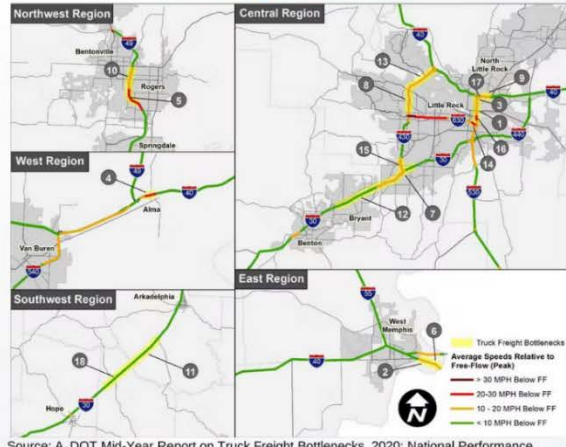 Northwest Region
49
Bentonville
10
Rogers
5
Springdale
West Region
49
4
40
Alma
Van Buren
540
Southwest Region
Arkadelphia
18
11
30
Hope
Central Region
40
13
North
Little Rock
17
9
8
40
Little Rock
3
630
1
430
440
16
15
30
14
530
7
12
Bryant
30
Benton
East Region
55
West
Memphis
6
40
2
Truck Freight Bottlenecks
Average Speeds Relative to
Free-Flow (Peak)
> 30 MPH Below FF
20-30 MPH Below FF
10 - 20 MPH Below FF
< 10 MPH Below FF
N
Source: A DOT Mid-Year Report on Truck Freight Bottlenecks, 2020; National Performance